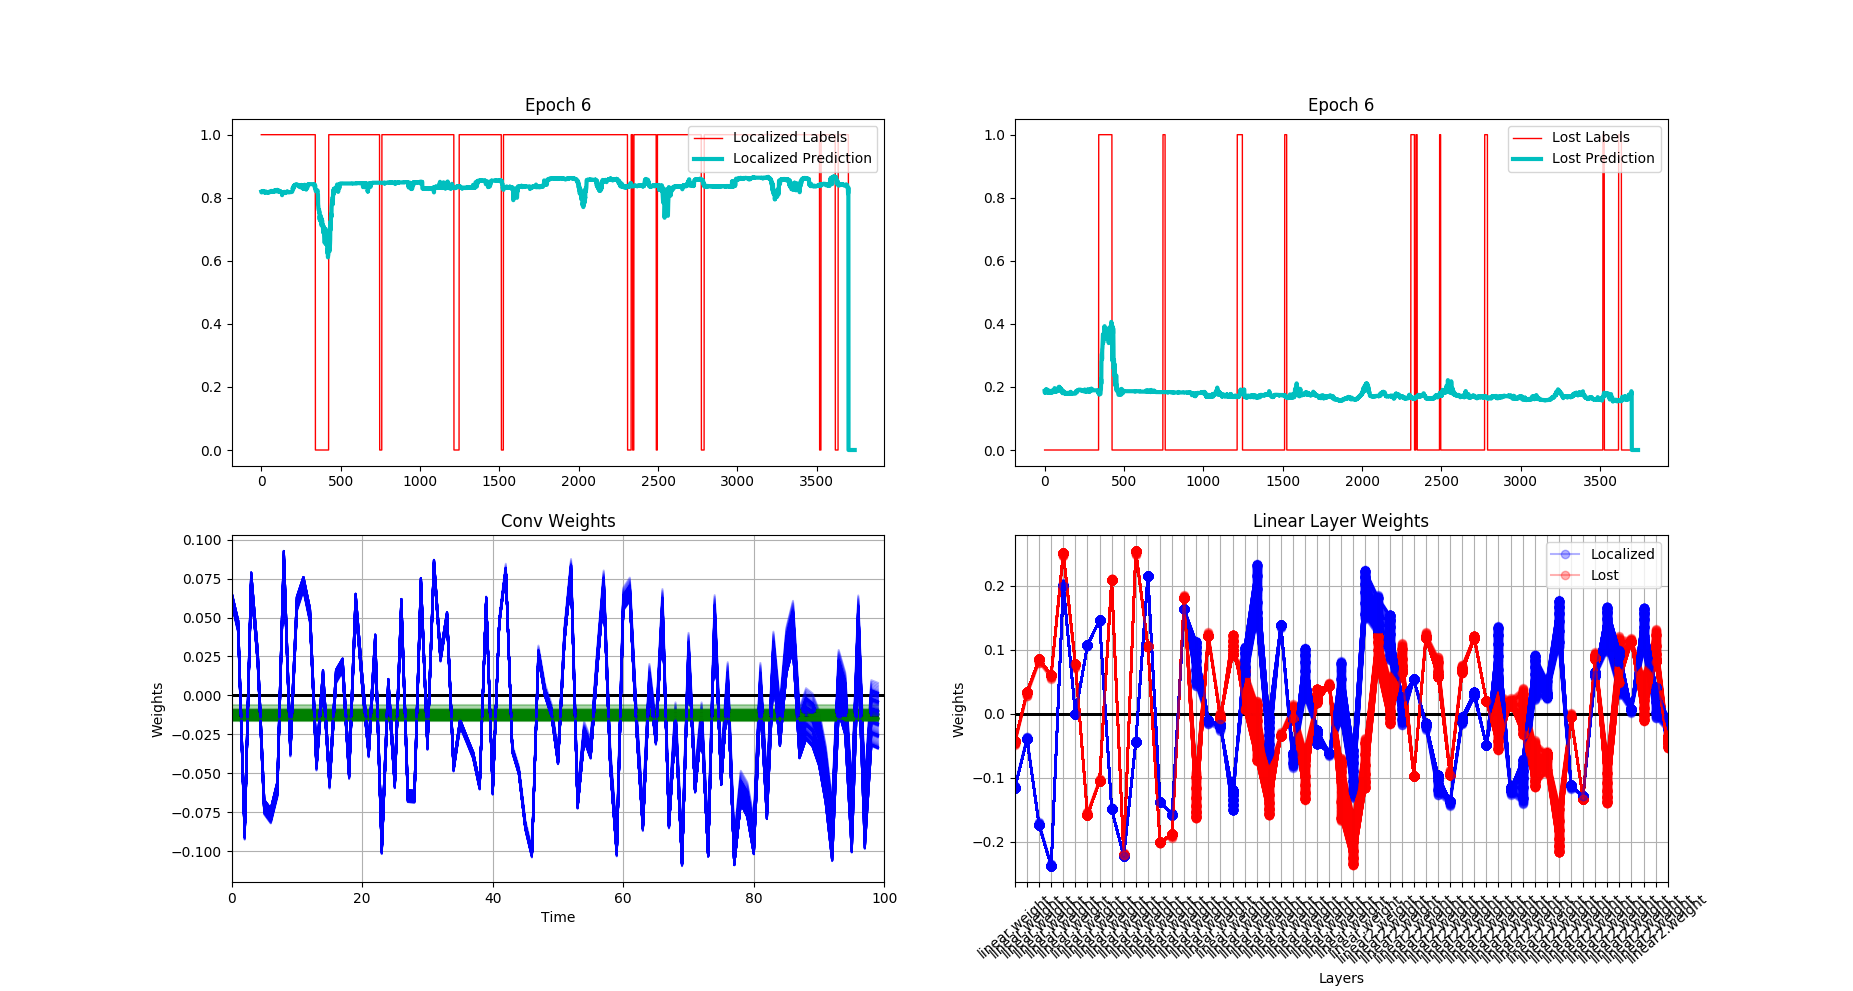 Epoch 6
Localized Labels
Localized Prediction
1.0
0.8
0.6
0.4
0.2
0.0
0 500 1000 1500 2000 2500 3000 3500
Epoch 6
Lost Labels
Lost Prediction
1.0
0.8
0.6
0.4
0.2
0.0
0 500 1000 1500 2000 2500 3000 3500
Conv Weights
Weights
0.100
0.075
0.050
0.025
0.000
−0.025
−0.050
−0.075
−0.100
0 20 40 60 80 100
Time
Linear Layer Weights
Localized
Lost
Weights
0.2
0.1
0.0
−0.1
−0.2
linear.weight
linear2.weight
Layers